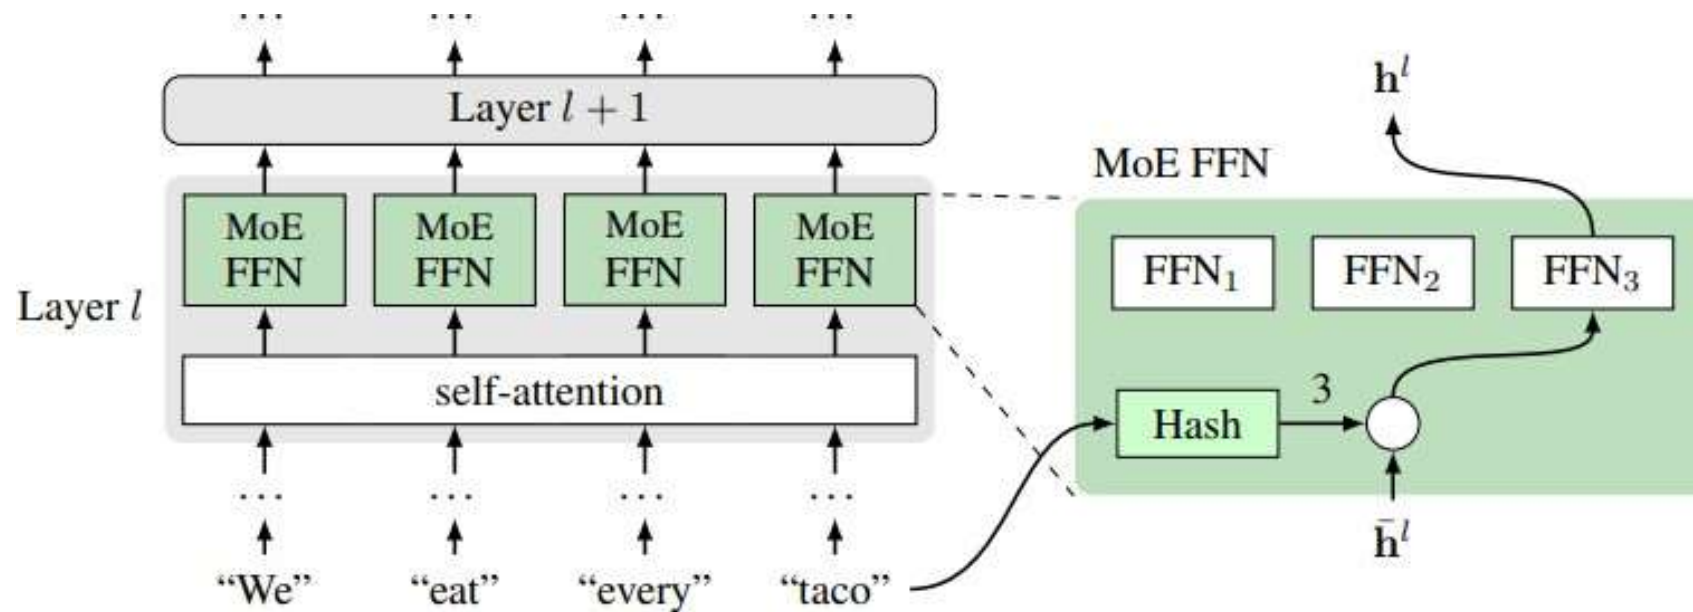 ... ... ... ...
Layer l + 1
MoE FFN
MoE FFN
MoE FFN
MoE FFN
Layer l
self-attention
... ... ... ...
“We” “eat” “every” “taco”
h^l
MoE FFN
FFN₁ FFN₂ FFN₃
Hash
3
h̄^l